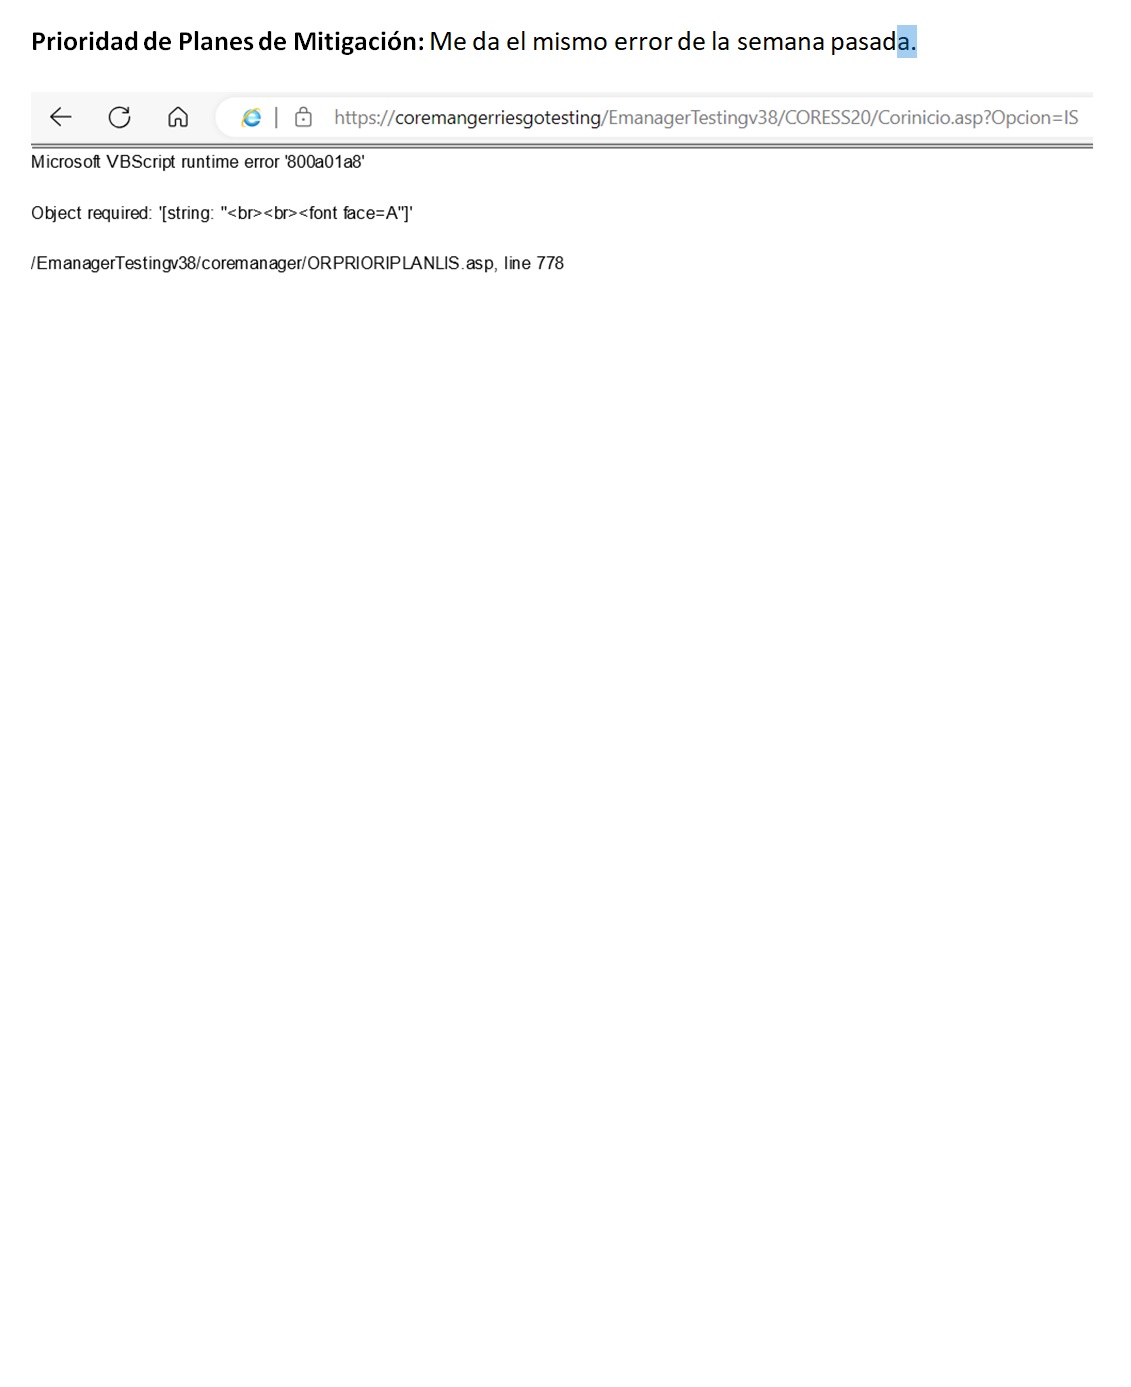 Prioridad de Planes de Mitigación: Me da el mismo error de la semana pasada.
https://coremangerriesgotesting/EmanagerTestingv38/CORESS20/Corinicio.asp?Opcion=IS
Microsoft VBScript runtime error '800a01a8'
Object required: '[string: "<br><br><font face=A"]'
/EmanagerTestingv38/coremanager/ORPRIORIPLANLIS.asp, line 778